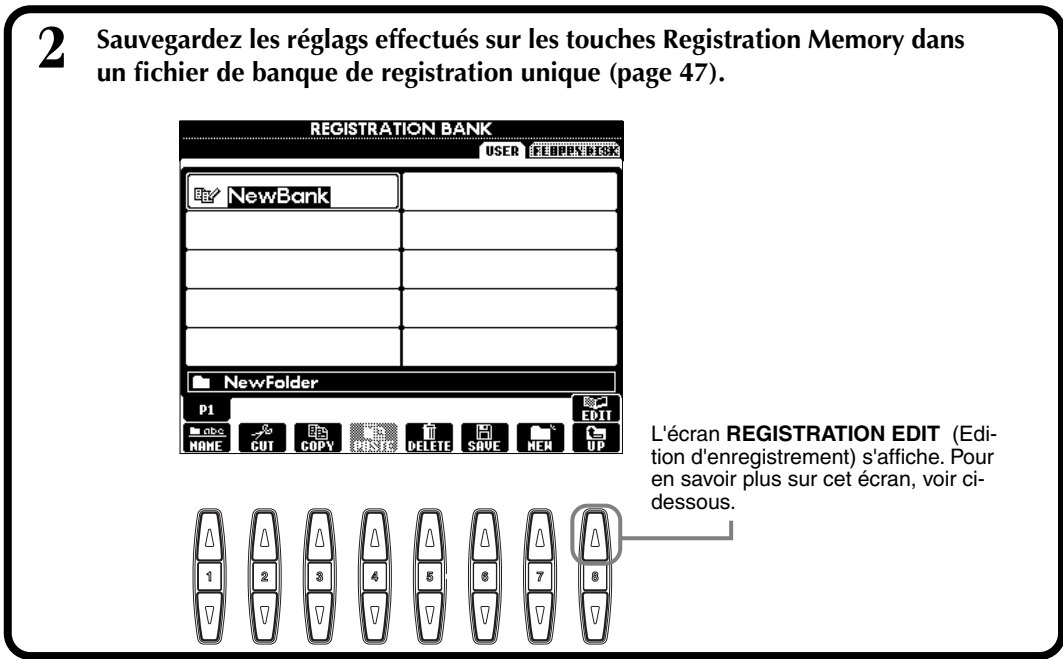 2 Sauvegardez les réglags effectués sur les touches Registration Memory dans
un fichier de banque de registration unique (page 47).
REGISTRATION BANK
USER FLOPPY DISK
NewBank
NewFolder
P1 EDIT
abc
NAME CUT COPY PASTE DELETE SAVE NEW UP
L'écran REGISTRATION EDIT (Edi-
tion d'enregistrement) s'affiche. Pour
en savoir plus sur cet écran, voir ci-
dessous.
1 2 3 4 5 6 7 8